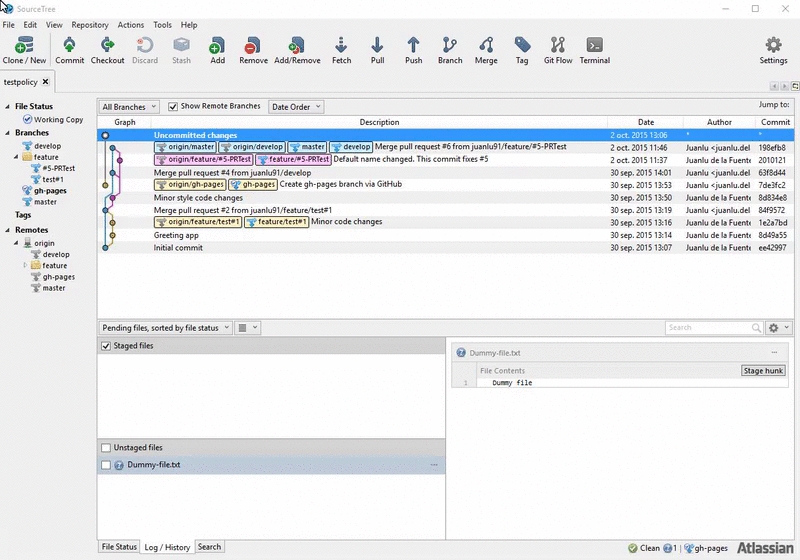 SourceTree
File Edit View Repository Actions Tools Help
Clone / New Commit Checkout Discard Stash Add Remove Add/Remove Fetch Pull Push Branch Merge Tag Git Flow Terminal Settings
testpolicy
File Status
Working Copy
Branches
develop
feature
#5-PRTest
test#1
gh-pages
master
Tags
Remotes
origin
develop
feature
gh-pages
master
All Branches Show Remote Branches Date Order Jump to:
Graph Description Date Author Commit
Uncommitted changes 2 oct. 2015 13:06 * *
origin/master origin/develop master develop Merge pull request #6 from juanlu91/feature/#5-PRTest 2 oct. 2015 11:46 Juanlu <juanlu.de 198efb8
origin/feature/#5-PRTest feature/#5-PRTest Default name changed. This commit fixes #5 2 oct. 2015 11:37 Juanlu de la Fuente 2010121
Merge pull request #4 from juanlu91/develop 30 sep. 2015 14:01 Juanlu <juanlu.de 63f8d44
origin/gh-pages gh-pages Create gh-pages branch via GitHub 30 sep. 2015 13:53 Juanlu <juanlu.de 7de3fc2
Minor style code changes 30 sep. 2015 13:50 Juanlu de la Fuente 8d834e8
Merge pull request #2 from juanlu91/feature/test#1 30 sep. 2015 13:19 Juanlu <juanlu.de 84f9572
origin/feature/test#1 feature/test#1 Minor code changes 30 sep. 2015 13:16 Juanlu de la Fuente 1e2a7bd
Greeting app 30 sep. 2015 13:14 Juanlu de la Fuente 8d49a55
Initial commit 30 sep. 2015 13:07 Juanlu de la Fuente ee42997
Pending files, sorted by file status Search
Staged files
Unstaged files
Dummy-file.txt ...
Dummy-file.txt ...
File Contents Stage hunk
1 Dummy file
File Status Log / History Search
Clean 1 gh-pages Atlassian